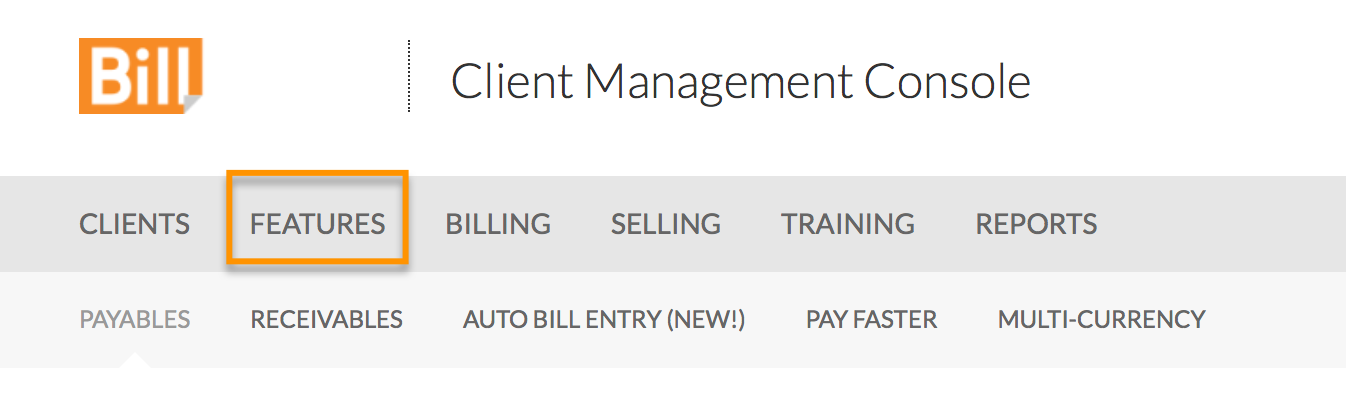 Bill
Client Management Console
CLIENTS FEATURES BILLING SELLING TRAINING REPORTS
PAYABLES RECEIVABLES AUTO BILL ENTRY (NEW!) PAY FASTER MULTI-CURRENCY